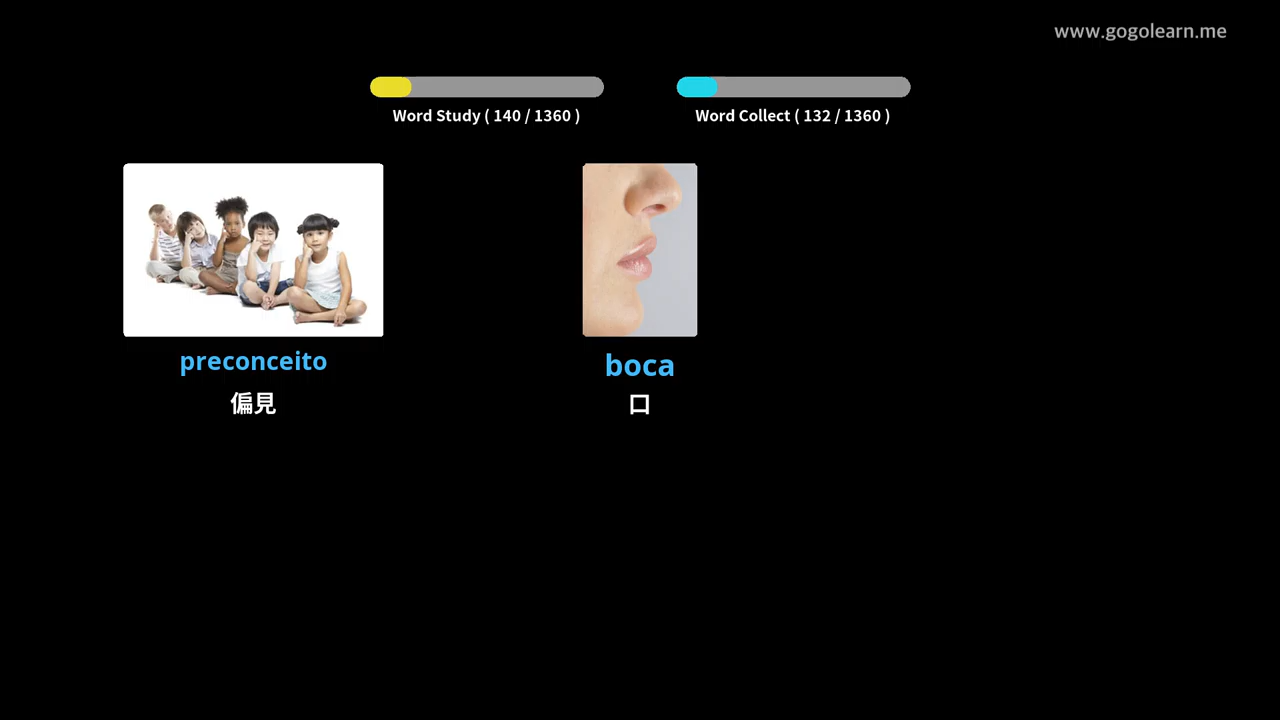 www.gogolearn.me
Word Study ( 140 / 1360 )
Word Collect ( 132 / 1360 )
preconceito
偏見
boca
口